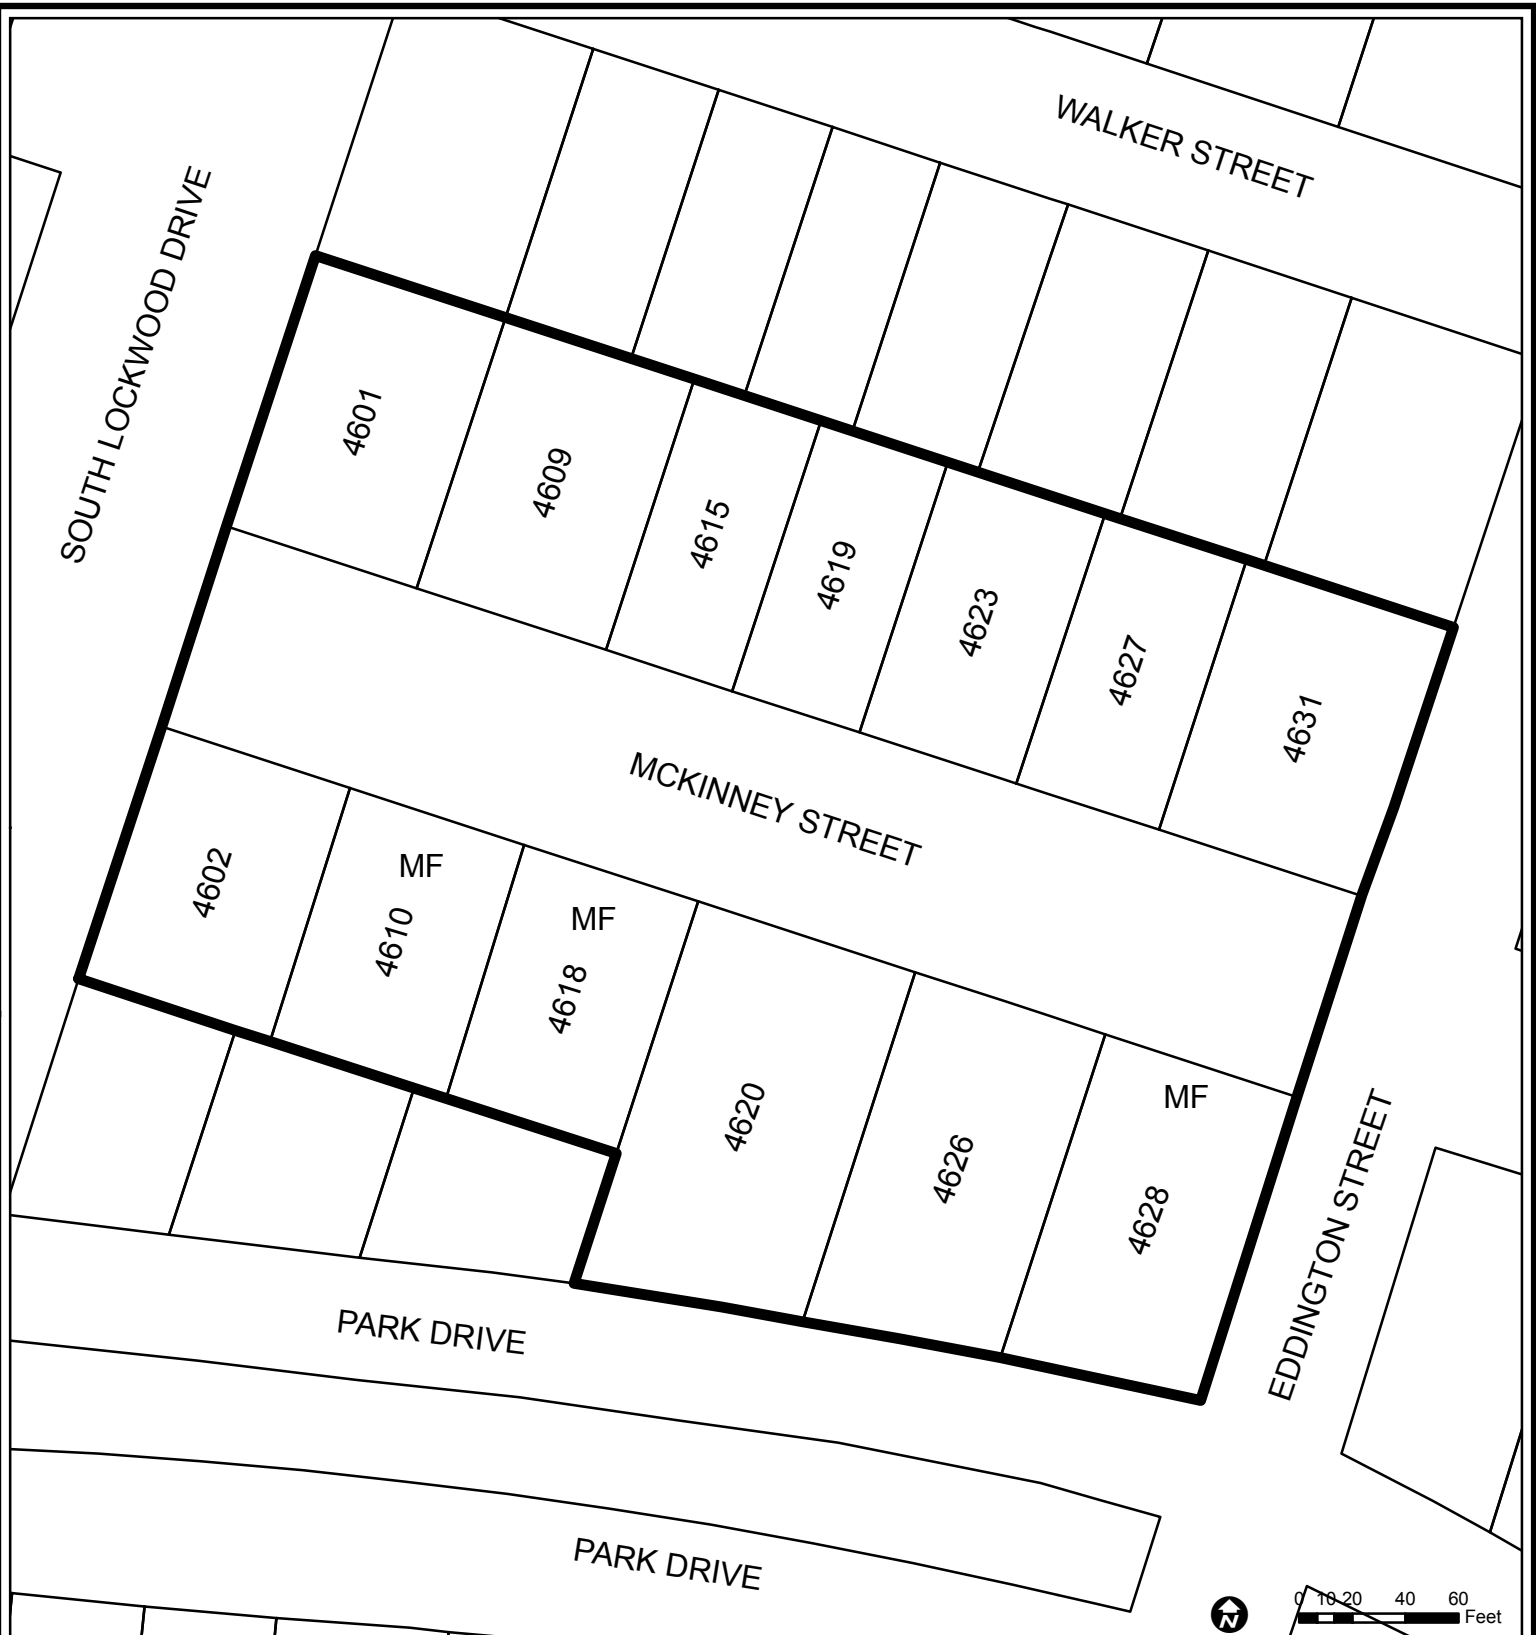 WALKER STREET
SOUTH LOCKWOOD DRIVE
4601
4609
4615
4619
4623
4627
4631
MCKINNEY STREET
4602
MF
4610
MF
4618
4620
4626
MF
4628
EDDINGTON STREET
PARK DRIVE
PARK DRIVE
N
0 10 20 40 60
Feet